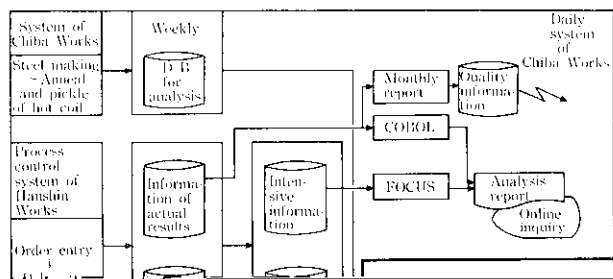 System of
Chiba Works
Steel making
~Anneal and
pickle
of hot coil
Weekly
D B
for
analysis
Monthly
report
Quality
informa-
tion
Daily
system
of
Chiba Works
COBOL
Process
control
system of
Hanshin
Works
Order entry
Informa-
tion of
actual
results
Inten-
sive
information
FOCUS
Analysis
report
Online
inquiry